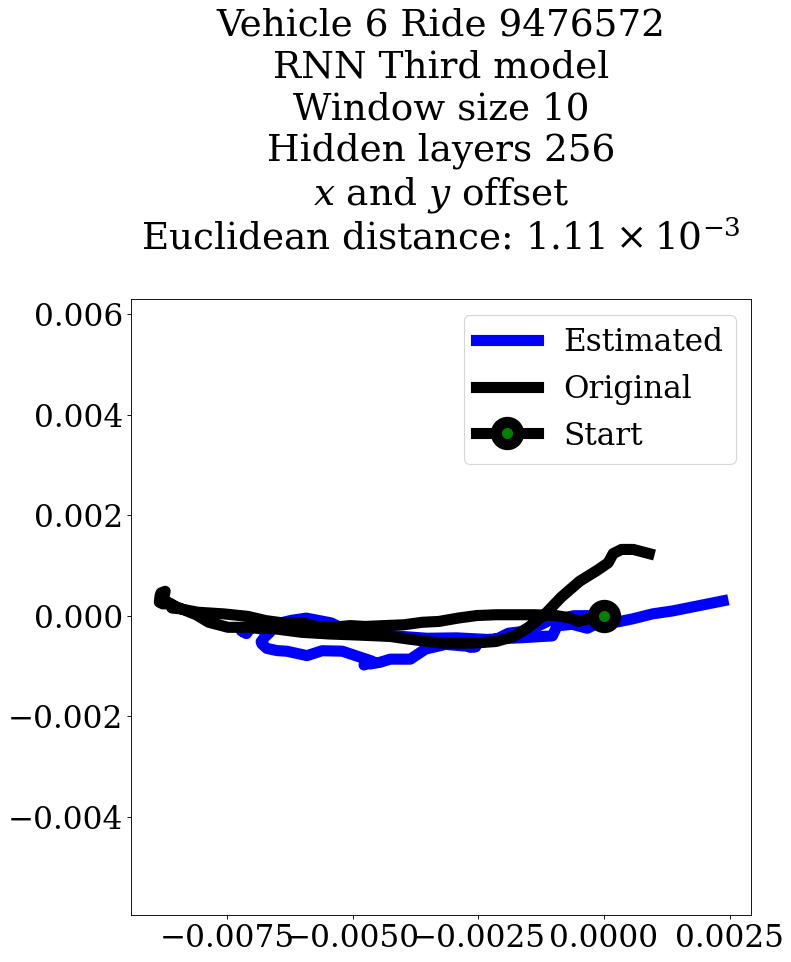 Vehicle 6 Ride 9476572
RNN Third model
Window size 10
Hidden layers 256
x and y offset
Euclidean distance: 1.11 × 10⁻³
0.006
0.004
0.002
0.000
−0.002
−0.004
Estimated
Original
Start
−0.0075 −0.0050 −0.0025 0.0000 0.0025